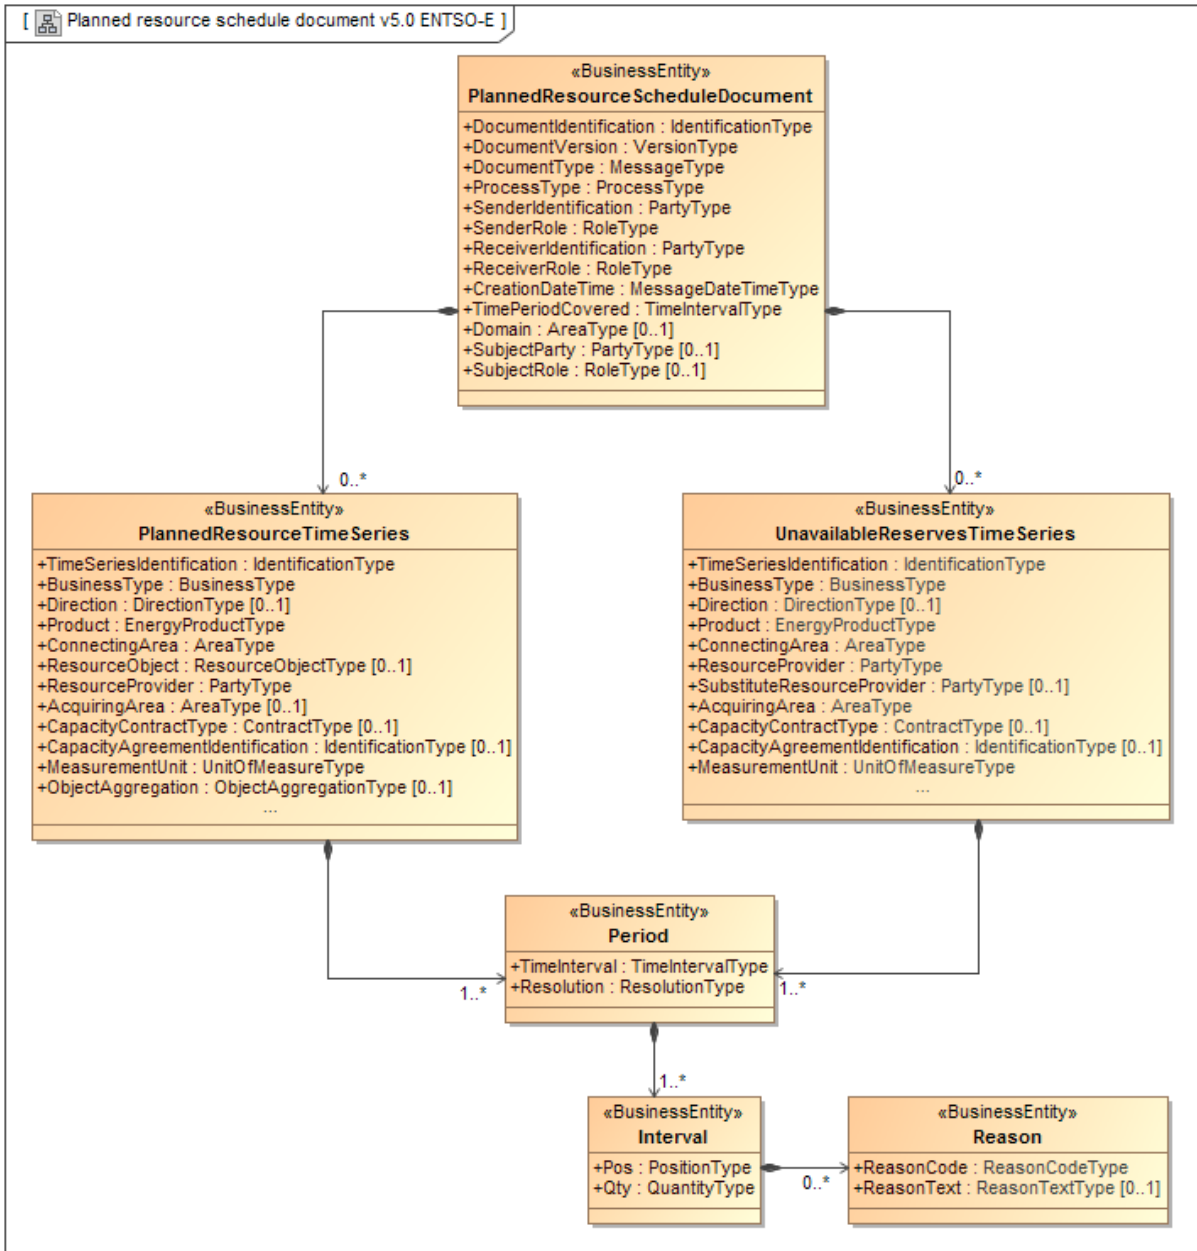 [ Planned resource schedule document v5.0 ENTSO-E ]
«BusinessEntity»
PlannedResourceScheduleDocument
+DocumentIdentification : IdentificationType
+DocumentVersion : VersionType
+DocumentType : MessageType
+ProcessType : ProcessType
+SenderIdentification : PartyType
+SenderRole : RoleType
+ReceiverIdentification : PartyType
+ReceiverRole : RoleType
+CreationDateTime : MessageDateTimeType
+TimePeriodCovered : TimeIntervalType
+Domain : AreaType [0..1]
+SubjectParty : PartyType [0..1]
+SubjectRole : RoleType [0..1]
0..*
0..*
«BusinessEntity»
PlannedResourceTimeSeries
+TimeSeriesIdentification : IdentificationType
+BusinessType : BusinessType
+Direction : DirectionType [0..1]
+Product : EnergyProductType
+ConnectingArea : AreaType
+ResourceObject : ResourceObjectType [0..1]
+ResourceProvider : PartyType
+AcquiringArea : AreaType [0..1]
+CapacityContractType : ContractType [0..1]
+CapacityAgreementIdentification : IdentificationType [0..1]
+MeasurementUnit : UnitOfMeasureType
+ObjectAggregation : ObjectAggregationType [0..1]
...
«BusinessEntity»
UnavailableReservesTimeSeries
+TimeSeriesIdentification : IdentificationType
+BusinessType : BusinessType
+Direction : DirectionType [0..1]
+Product : EnergyProductType
+ConnectingArea : AreaType
+ResourceProvider : PartyType
+SubstituteResourceProvider : PartyType [0..1]
+AcquiringArea : AreaType
+CapacityContractType : ContractType [0..1]
+CapacityAgreementIdentification : IdentificationType [0..1]
+MeasurementUnit : UnitOfMeasureType
...
«BusinessEntity»
Period
+TimeInterval : TimeIntervalType
+Resolution : ResolutionType
1..*
1..*
1..*
«BusinessEntity»
Interval
+Pos : PositionType
+Qty : QuantityType
0..*
«BusinessEntity»
Reason
+ReasonCode : ReasonCodeType
+ReasonText : ReasonTextType [0..1]